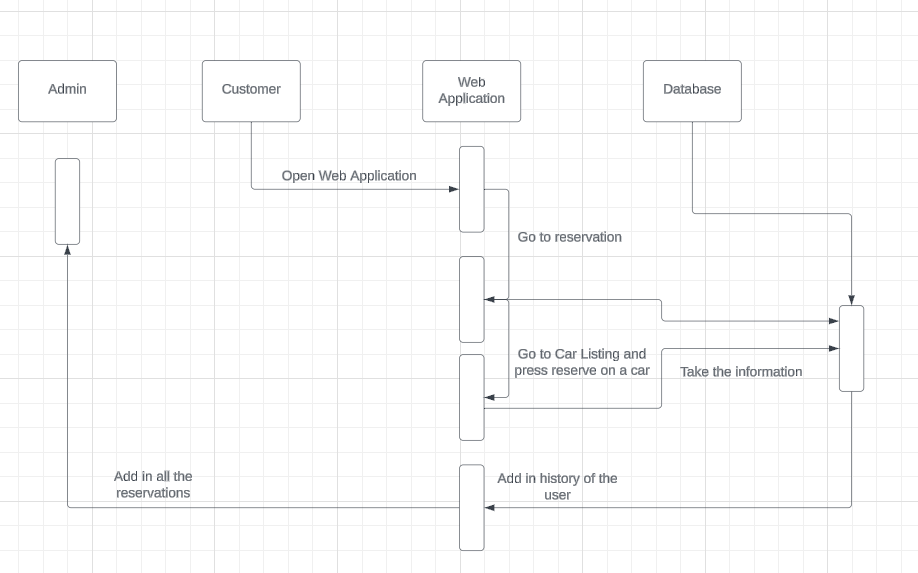 Admin
Customer
Web
Application
Database
Open Web Application
Go to reservation
Go to Car Listing and
press reserve on a car
Take the information
Add in all the
reservations
Add in history of the
user